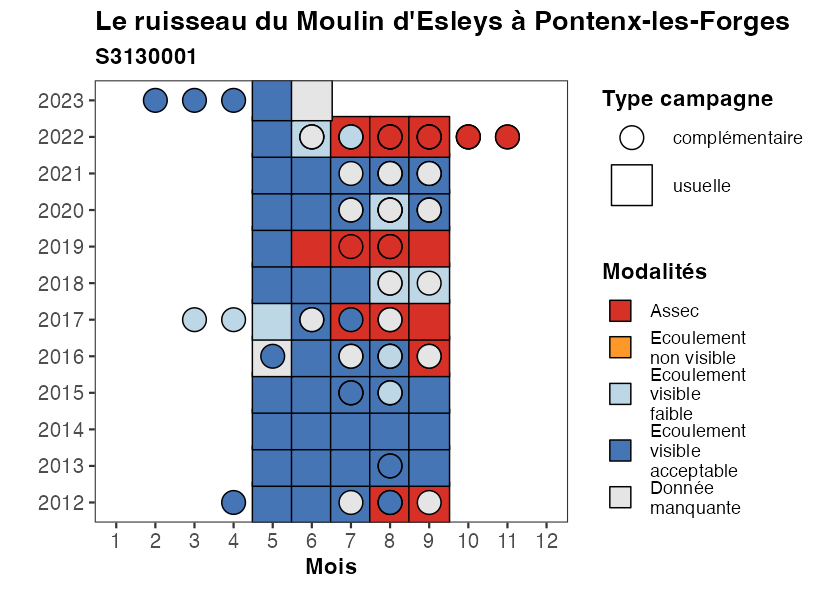 Le ruisseau du Moulin d'Esleys à Pontenx-les-Forges
S3130001
2023
2022
2021
2020
2019
2018
2017
2016
2015
2014
2013
2012
1 2 3 4 5 6 7 8 9 10 11 12
Mois
Type campagne
complémentaire
usuelle
Modalités
Assec
Ecoulement
non visible
Ecoulement
visible
faible
Ecoulement
visible
acceptable
Donnée
manquante